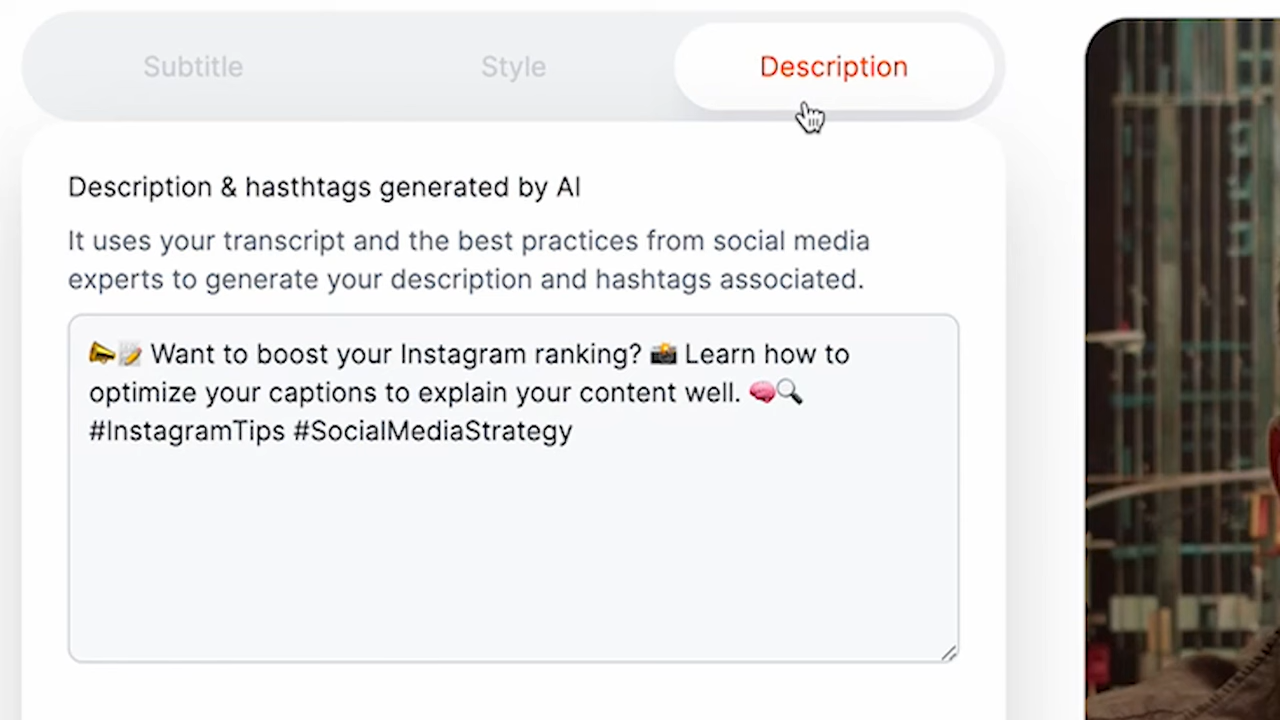 Subtitle Style Description
Description & hasthtags generated by AI
It uses your transcript and the best practices from social media
experts to generate your description and hashtags associated.
📣📝 Want to boost your Instagram ranking? 📸 Learn how to
optimize your captions to explain your content well. 🧠🔍
#InstagramTips #SocialMediaStrategy